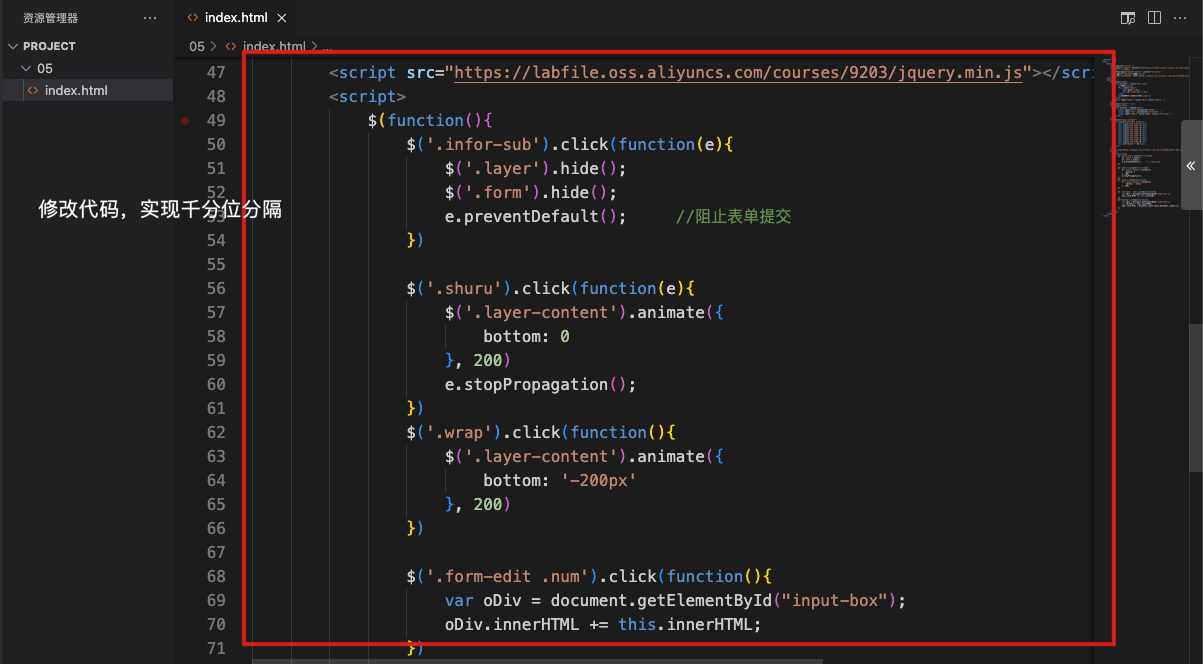 资源管理器
index.html
PROJECT
05
index.html
05 > index.html > ...
47 <script src="https://labfile.oss.aliyuncs.com/courses/9203/jquery.min.js"></scri
48 <script>
49 $(function(){
50 $('.infor-sub').click(function(e){
51 $('.layer').hide();
52 $('.form').hide();
修改代码，实现千分位分隔
53 e.preventDefault(); //阻止表单提交
54 })
55
56 $('.shuru').click(function(e){
57 $('.layer-content').animate({
58 bottom: 0
59 }, 200)
60 e.stopPropagation();
61 })
62 $('.wrap').click(function(){
63 $('.layer-content').animate({
64 bottom: '-200px'
65 }, 200)
66 })
67
68 $('.form-edit .num').click(function(){
69 var oDiv = document.getElementById("input-box");
70 oDiv.innerHTML += this.innerHTML;
71 })